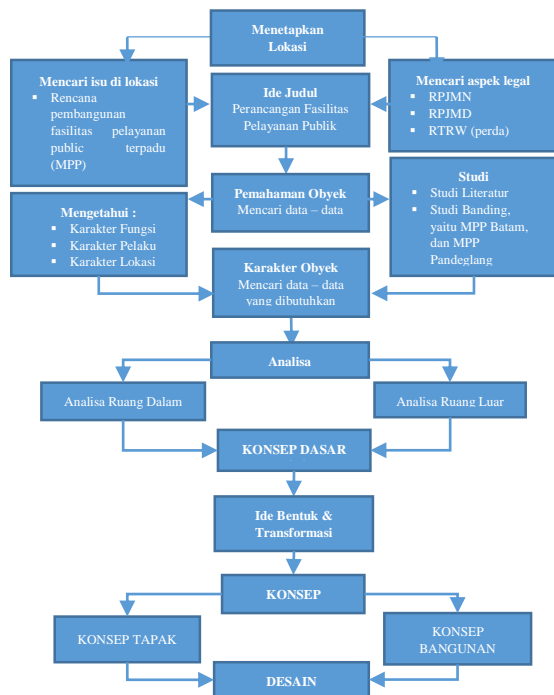 Menetapkan
Lokasi
Mencari isu di lokasi
▪ Rencana
pembangunan
fasilitas pelayanan
public terpadu
(MPP)
Ide Judul
Perancangan Fasilitas
Pelayanan Publik
Mencari aspek legal
▪ RPJMN
▪ RPJMD
▪ RTRW (perda)
Pemahaman Obyek
Mencari data – data
Mengetahui :
▪ Karakter Fungsi
▪ Karakter Pelaku
▪ Karakter Lokasi
Studi
▪ Studi Literatur
▪ Studi Banding,
yaitu MPP Batam,
dan MPP
Pandeglang
Karakter Obyek
Mencari data – data
yang dibutuhkan
Analisa
Analisa Ruang Dalam
Analisa Ruang Luar
KONSEP DASAR
Ide Bentuk &
Transformasi
KONSEP
KONSEP TAPAK
KONSEP
BANGUNAN
DESAIN